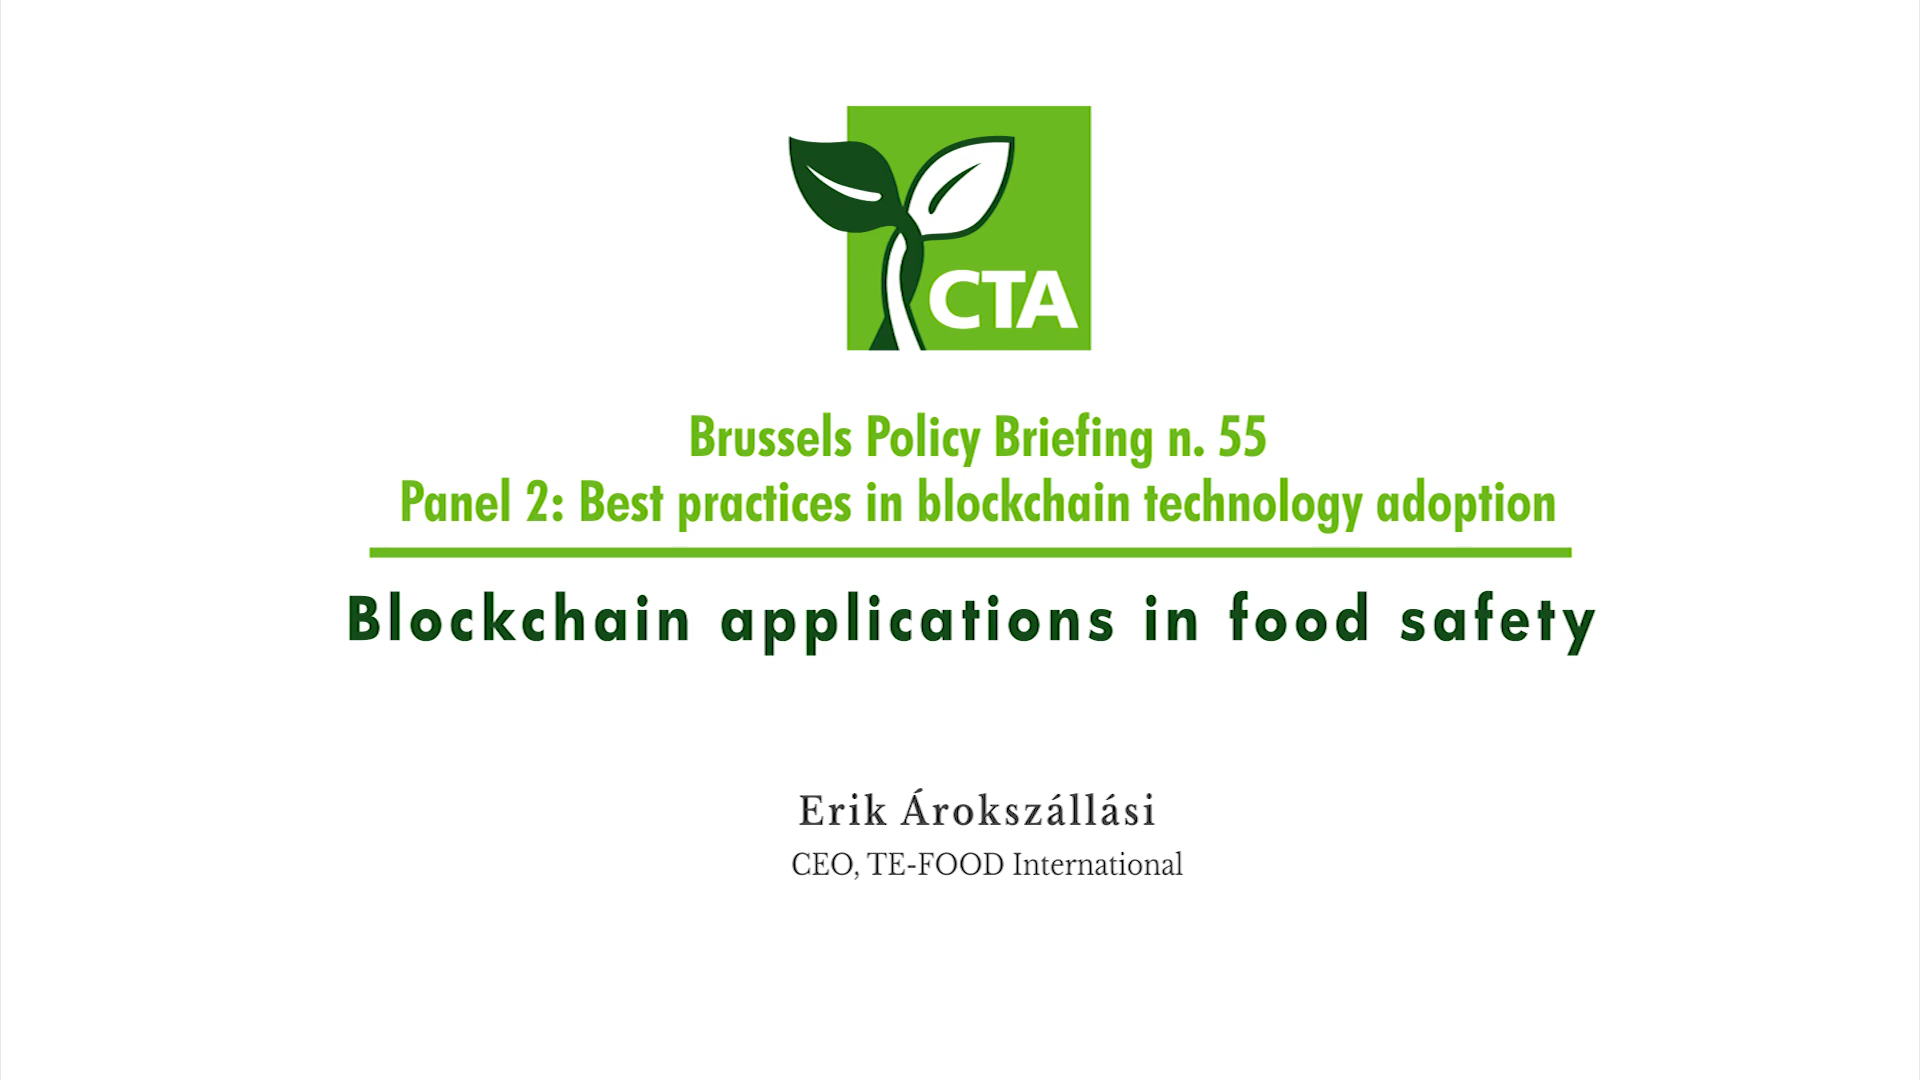 CTA
Brussels Policy Briefing n. 55
Panel 2: Best practices in blockchain technology adoption
Blockchain applications in food safety
Erik Árokszállási
CEO, TE-FOOD International